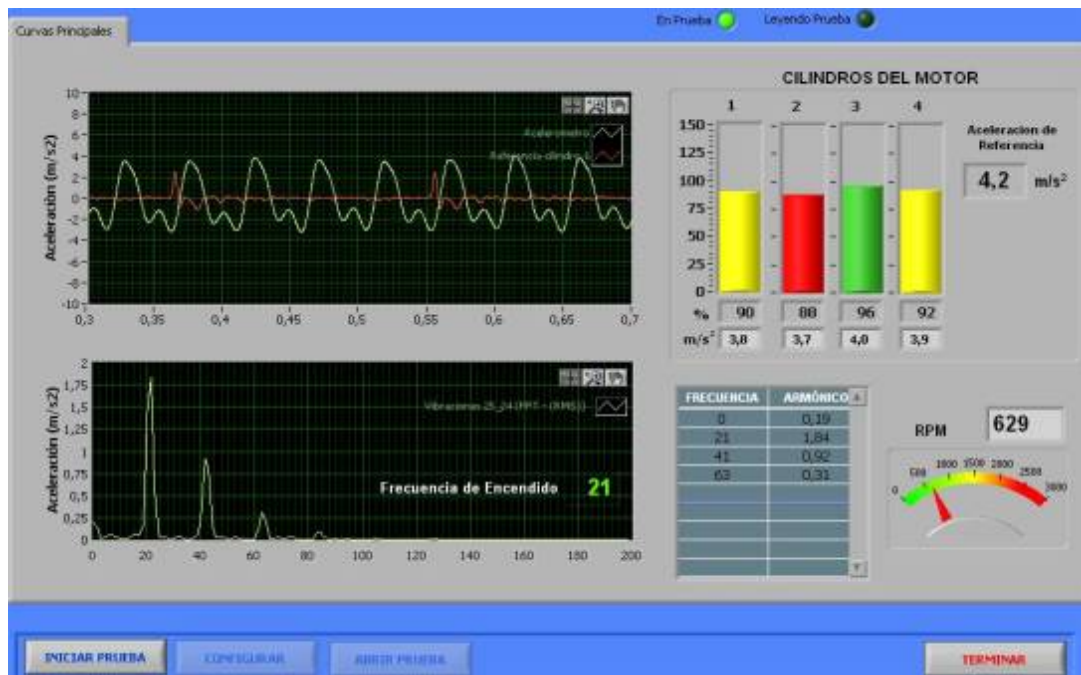 En Prueba
Leyendo Prueba
Curvas Principales
CILINDROS DEL MOTOR
1 2 3 4
150
125
100
75
50
25
0
% 90 88 96 92
m/s² 3,8 3,7 4,0 3,9
Aceleracion de
Referencia
4,2 m/s²
Aceleración (m/s2)
10
8
6
4
2
0
-2
-4
-6
-8
-10
Acelerometro
Referencia cilindro 1
0,3 0,35 0,4 0,45 0,5 0,55 0,6 0,65 0,7
Aceleración (m/s2)
2
1,75
1,5
1,25
1
0,75
0,5
0,25
0
Frecuencia de Encendido 21
0 20 40 60 80 100 120 140 160 180 200
FRECUENCIA ARMÓNICO
0 0,19
21 1,84
41 0,92
63 0,31
RPM 629
0 500 1000 1500 2000 2500 3000
INICIAR PRUEBA
CONFIGURAR
ABRIR PRUEBA
TERMINAR